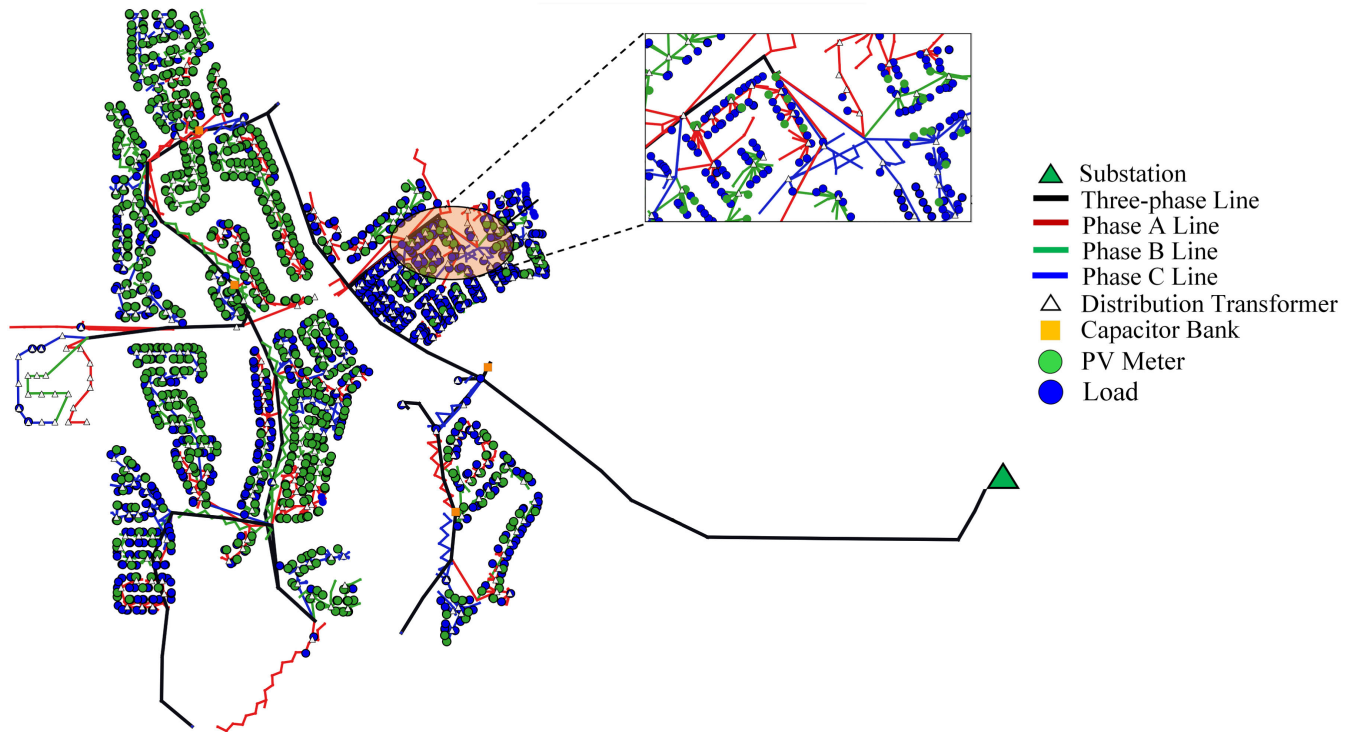 Substation
Three-phase Line
Phase A Line
Phase B Line
Phase C Line
Distribution Transformer
Capacitor Bank
PV Meter
Load